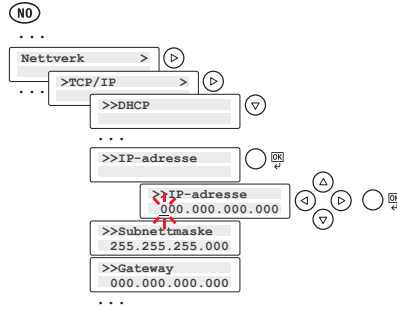 NO
...
Nettverk >
>TCP/IP >
...
>>DHCP
...
>>IP-adresse
OK
>>IP-adresse
000.000.000.000
OK
>>Subnettmaske
255.255.255.000
>>Gateway
000.000.000.000
...